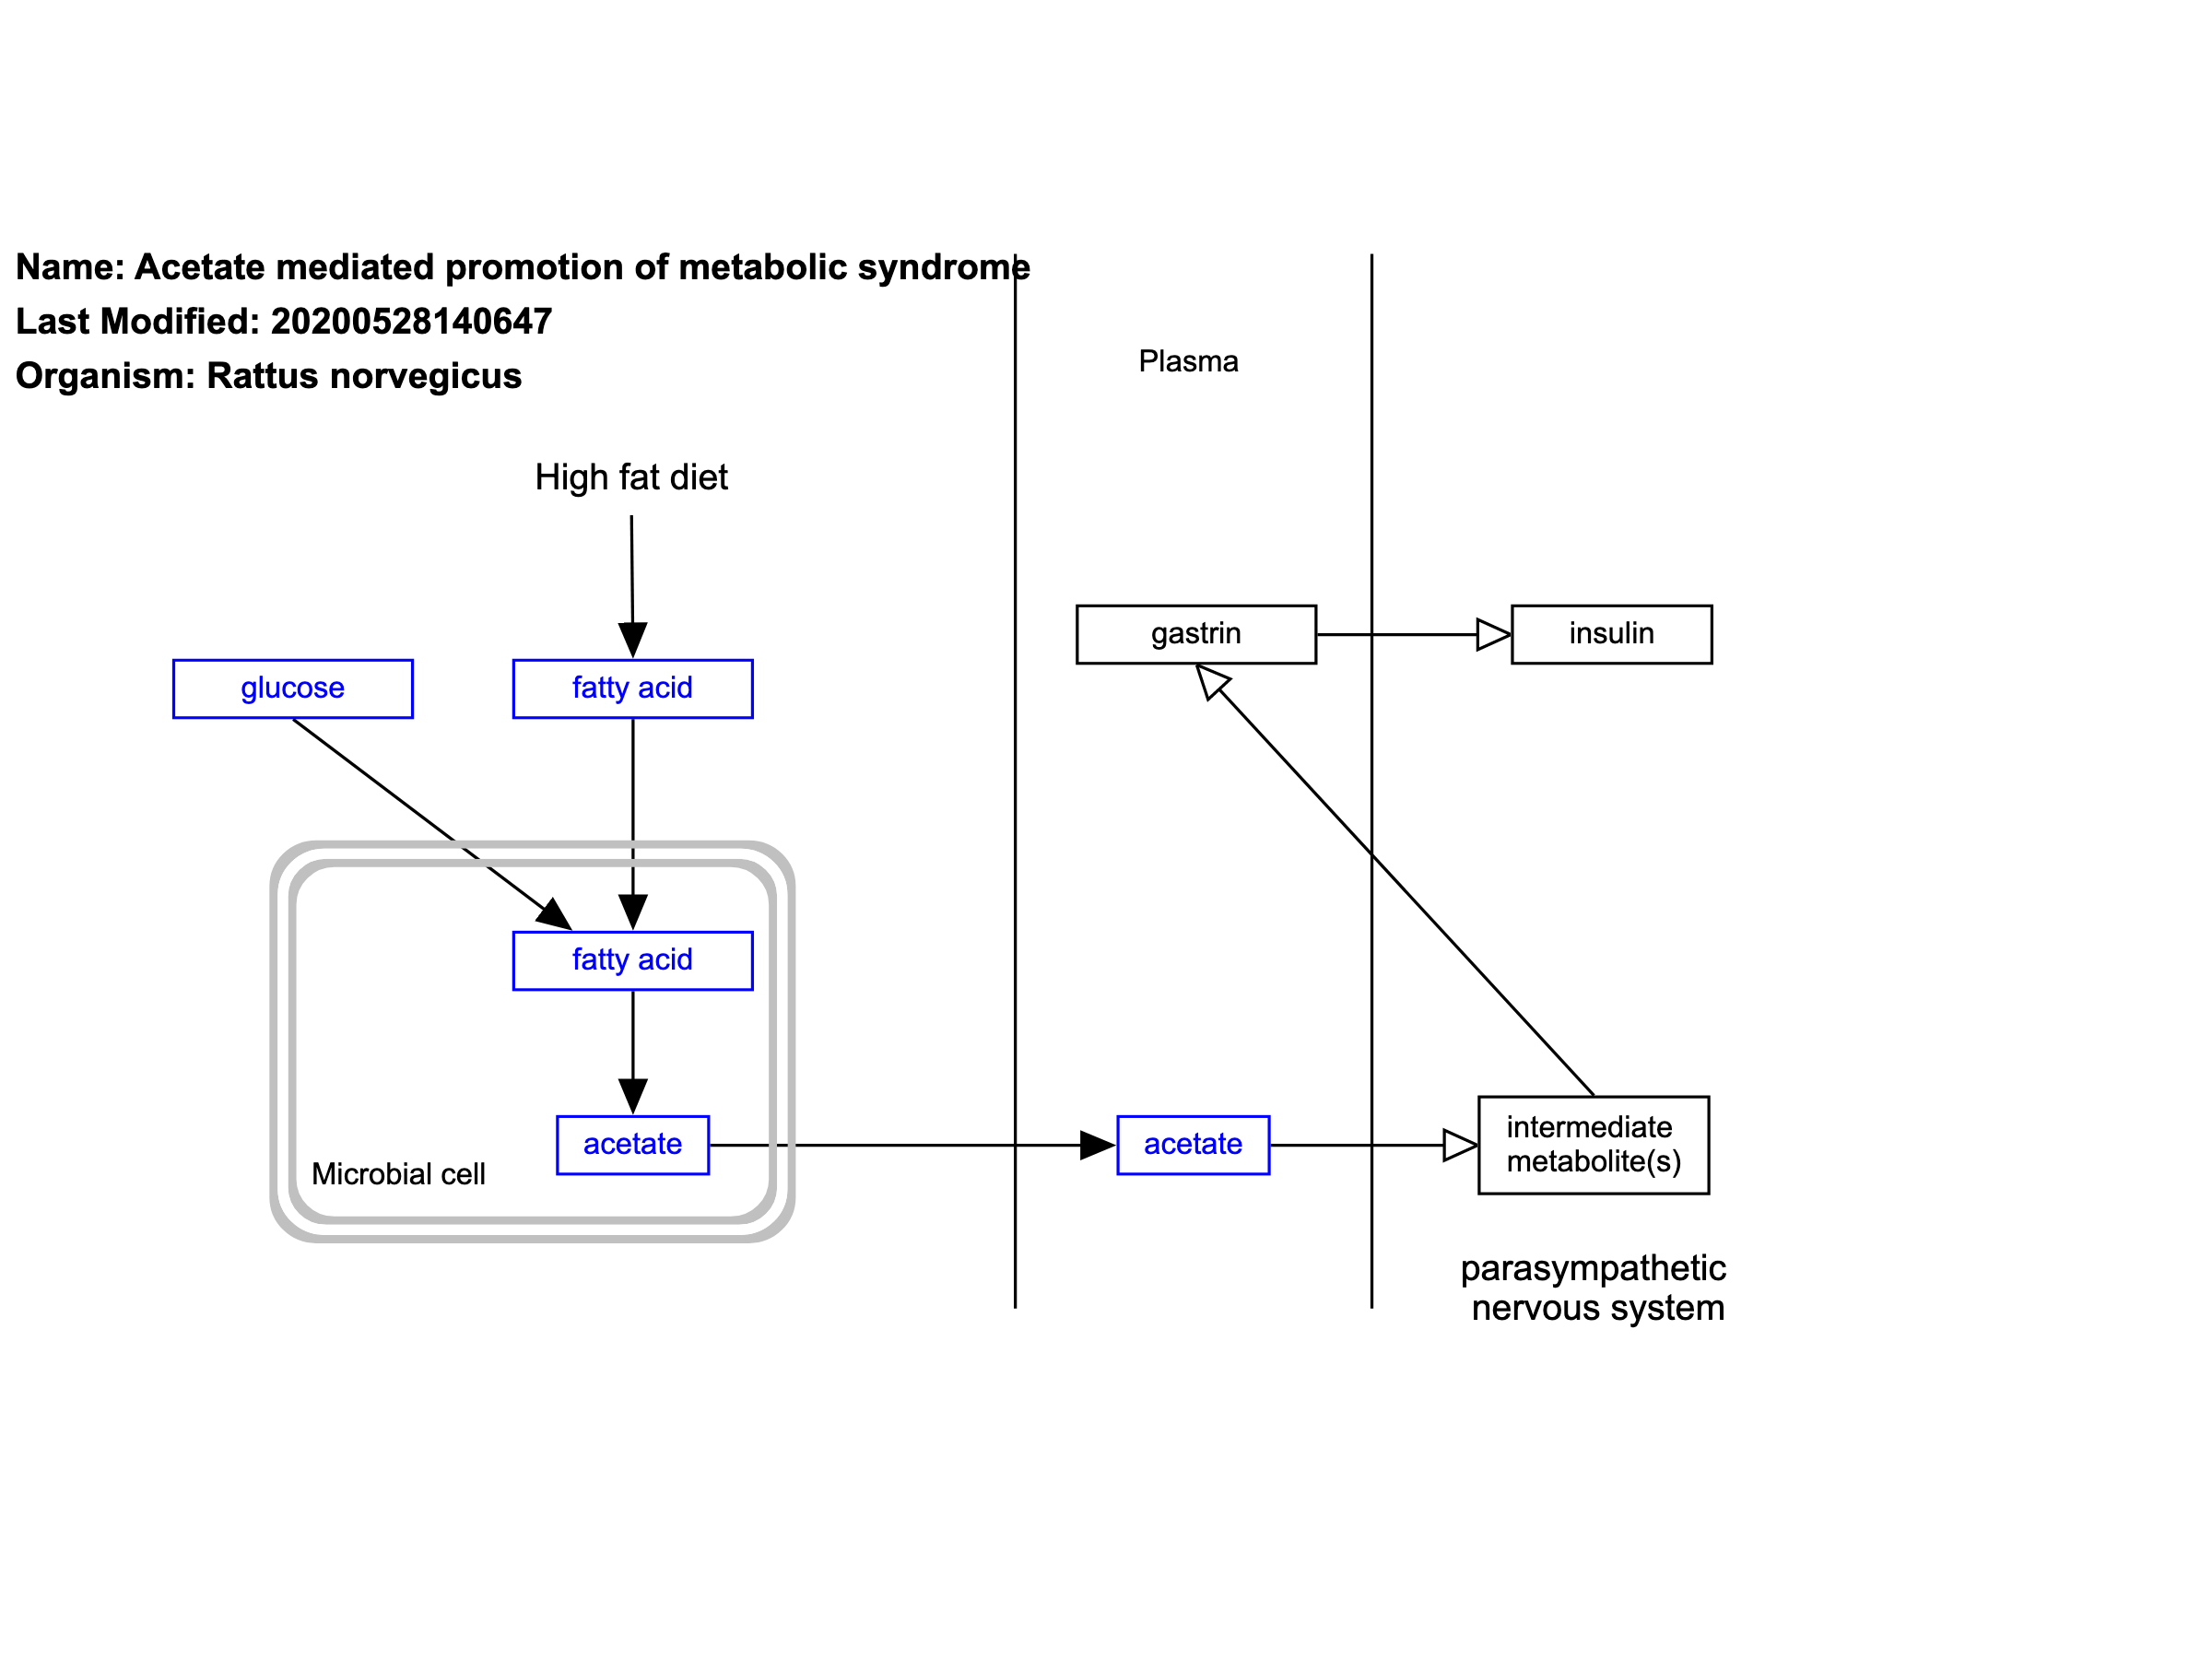 Name: Acetate mediated promotion of metabolic syndrome
Last Modified: 20200528140647
Organism: Rattus norvegicus
Plasma
High fat diet
gastrin
insulin
glucose
fatty acid
fatty acid
acetate
Microbial cell
acetate
intermediate
metabolite(s)
parasympathetic
nervous system